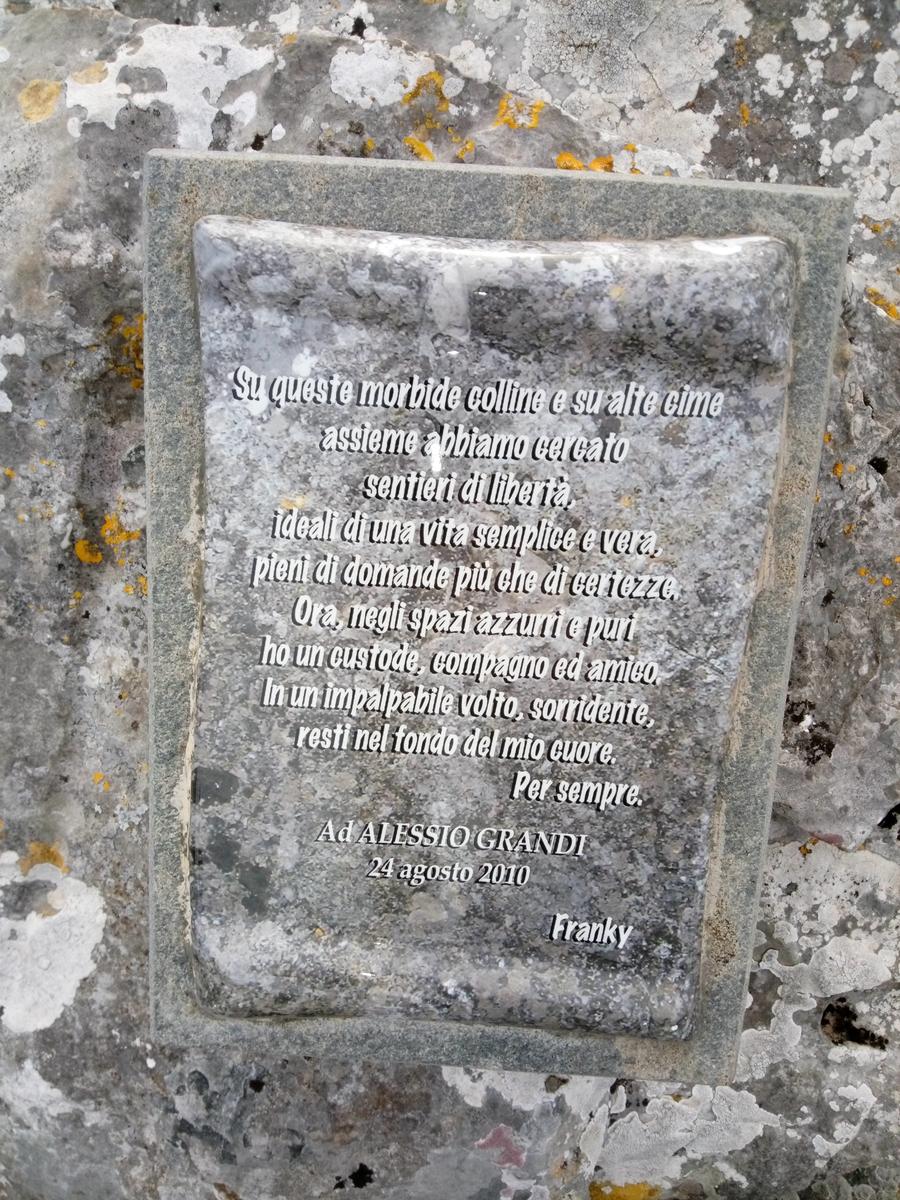 Su queste morbide colline e su alte cime
assieme abbiamo cercato
sentieri di libertà,
ideali di una vita semplice e vera,
pieni di domande più che di certezze.
Ora, negli spazi azzurri e puri
ho un custode, compagno ed amico.
In un impalpabile volto, sorridente,
resti nel fondo del mio cuore.
Per sempre.
Ad ALESSIO GRANDI
24 agosto 2010
Franky